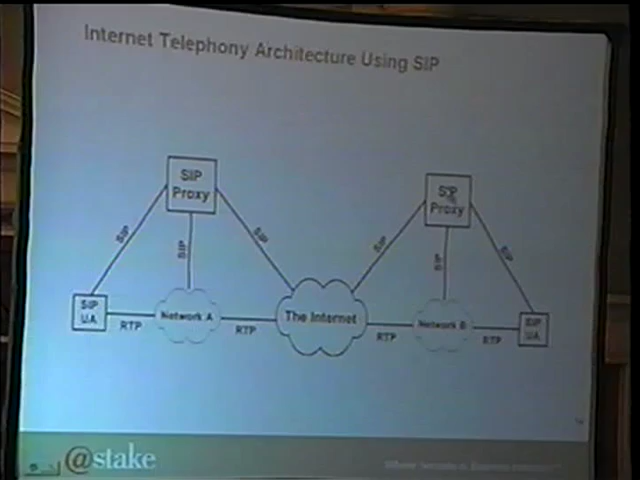 Internet Telephony Architecture Using SIP
SIP
Proxy
SIP
Proxy
SIP
SIP
SIP
SIP
SIP
SIP
SIP
UA
RTP
Network A
RTP
The Internet
RTP
Network B
RTP
SIP
UA
@stake